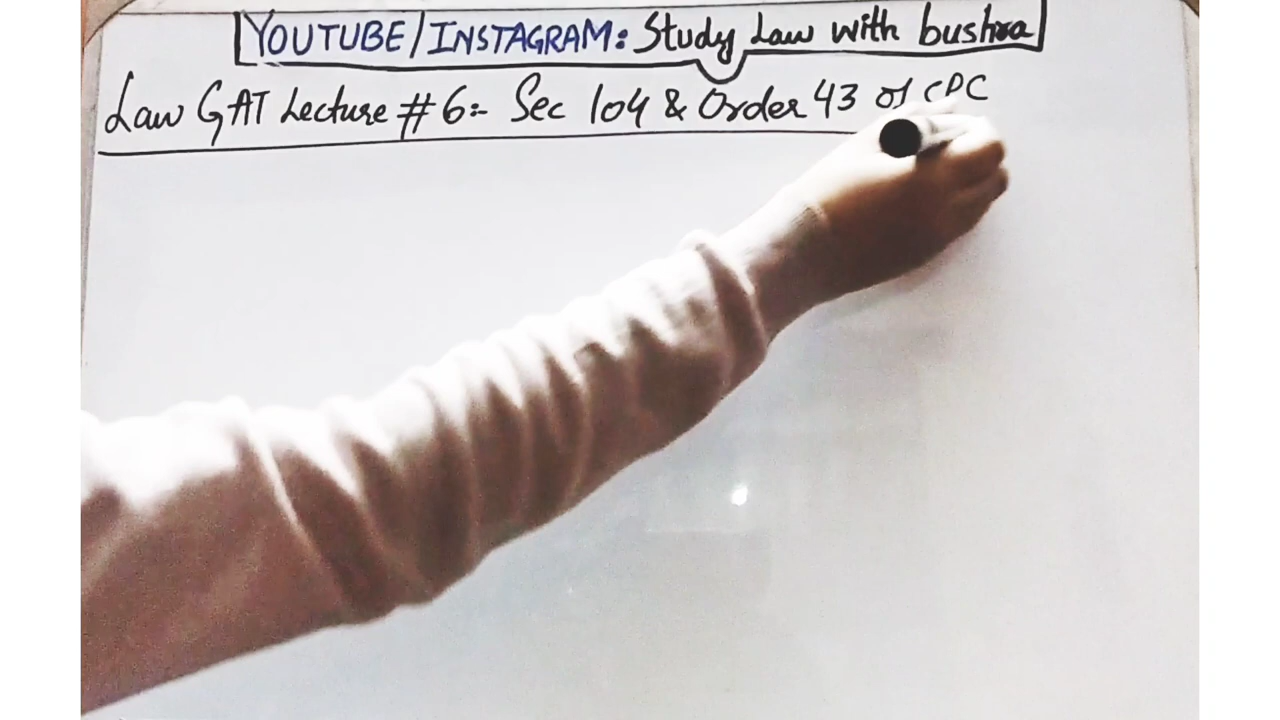 YOUTUBE/INSTAGRAM: Study Law with bushra
Law GAT Lecture # 6:- Sec 104 & Order 43 of CPC